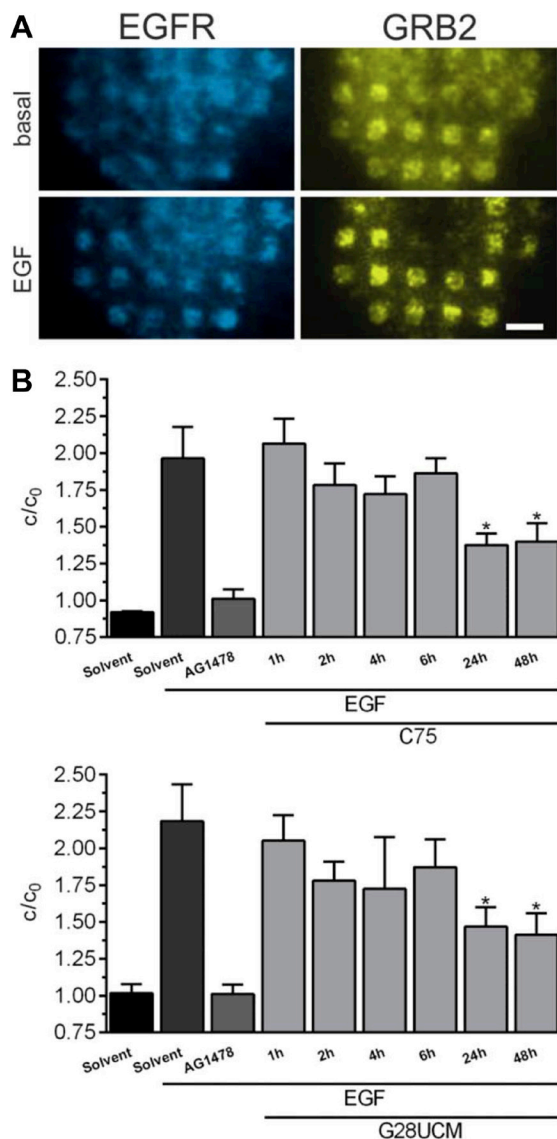 A
EGFR GRB2
basal
EGF
B
2.50
2.25
2.00
1.75
1.50
1.25
1.00
0.75
c/c0
* *
Solvent Solvent AG1478 1h 2h 4h 6h 24h 48h
EGF
C75
2.50
2.25
2.00
1.75
1.50
1.25
1.00
0.75
c/c0
* *
Solvent Solvent AG1478 1h 2h 4h 6h 24h 48h
EGF
G28UCM